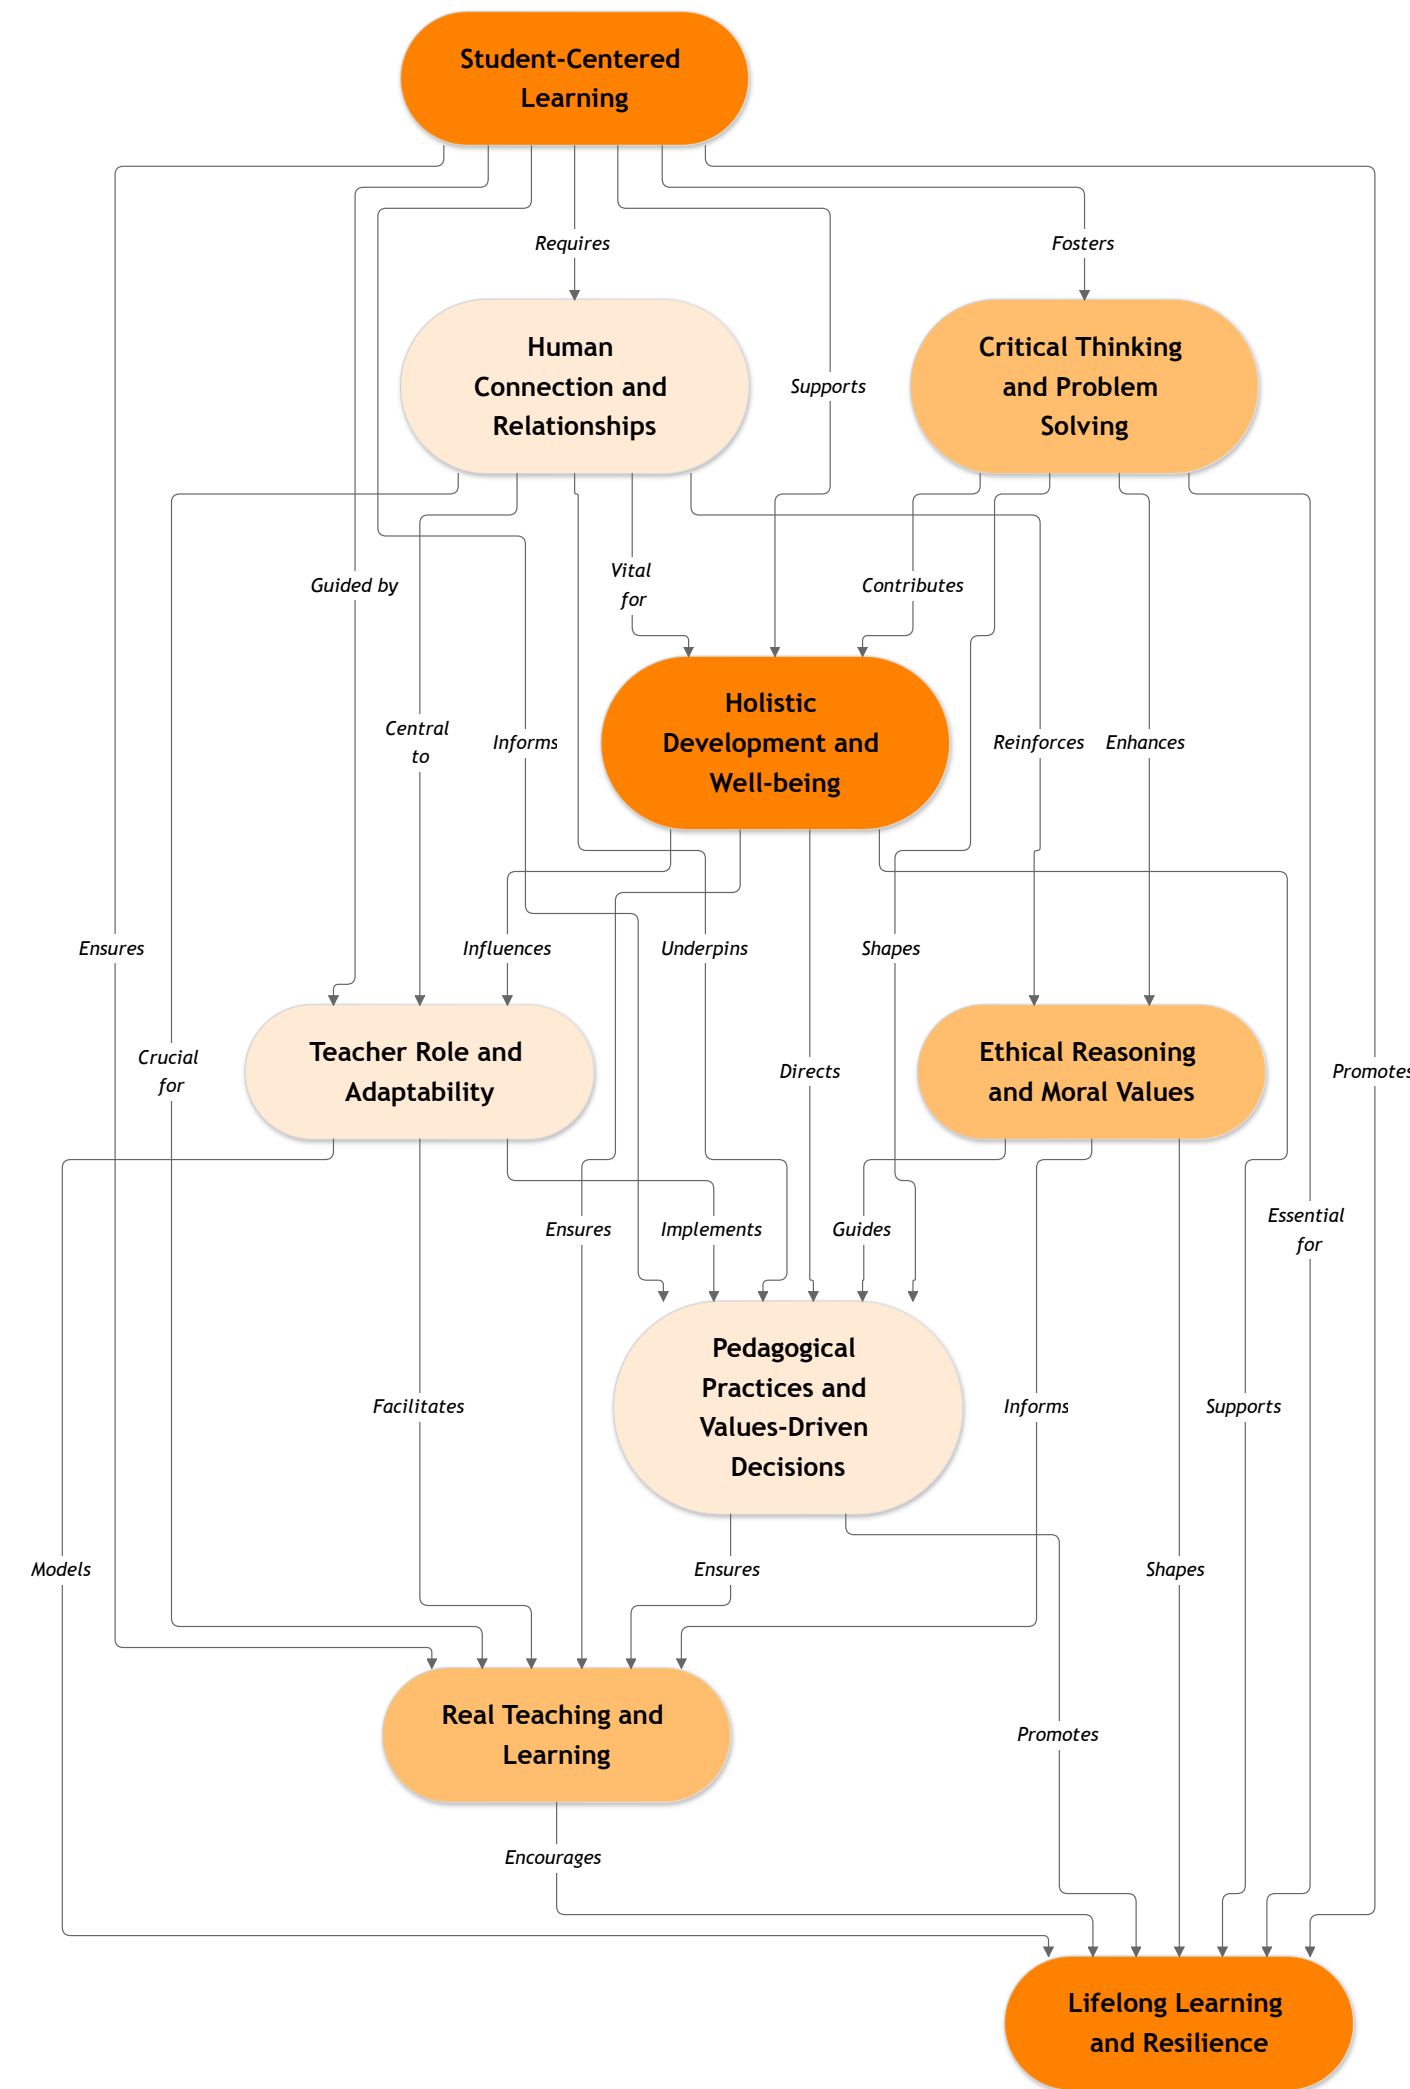 Student-Centered
Learning
Requires
Fosters
Human
Connection and
Relationships
Supports
Critical Thinking
and Problem
Solving
Guided by
Vital
for
Contributes
Central
to
Informs
Holistic
Development and
Well-being
Reinforces
Enhances
Ensures
Influences
Underpins
Shapes
Crucial
for
Teacher Role and
Adaptability
Directs
Ethical Reasoning
and Moral Values
Promotes
Ensures
Implements
Guides
Essential
for
Facilitates
Pedagogical
Practices and
Values-Driven
Decisions
Informs
Supports
Models
Ensures
Shapes
Real Teaching and
Learning
Promotes
Encourages
Lifelong Learning
and Resilience